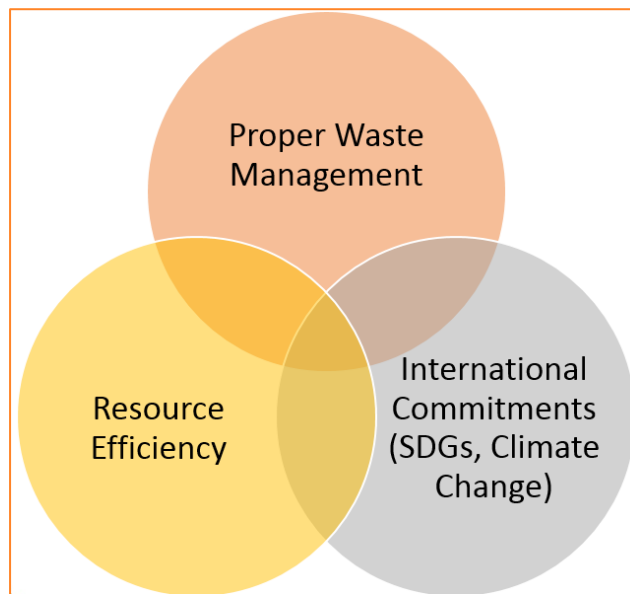 Proper Waste
Management
Resource
Efficiency
International
Commitments
(SDGs, Climate
Change)